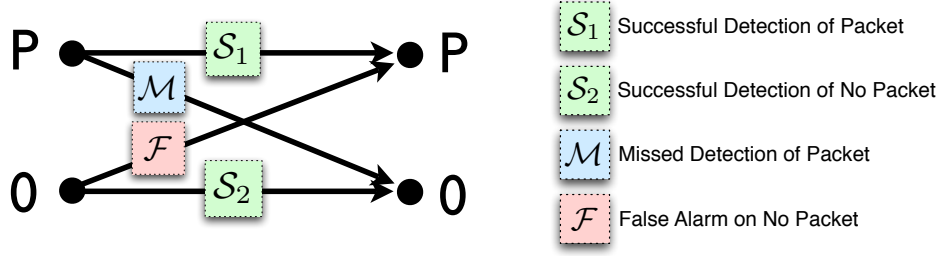 P S₁ P S₁ Successful Detection of Packet
M S₂ Successful Detection of No Packet
F M Missed Detection of Packet
0 S₂ 0 F False Alarm on No Packet